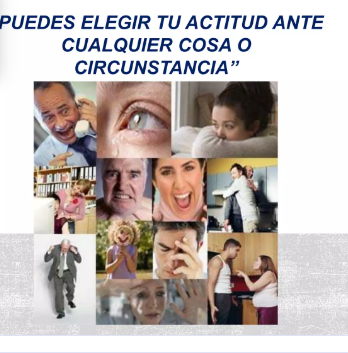 PUEDES ELEGIR TU ACTITUD ANTE
CUALQUIER COSA O
CIRCUNSTANCIA”